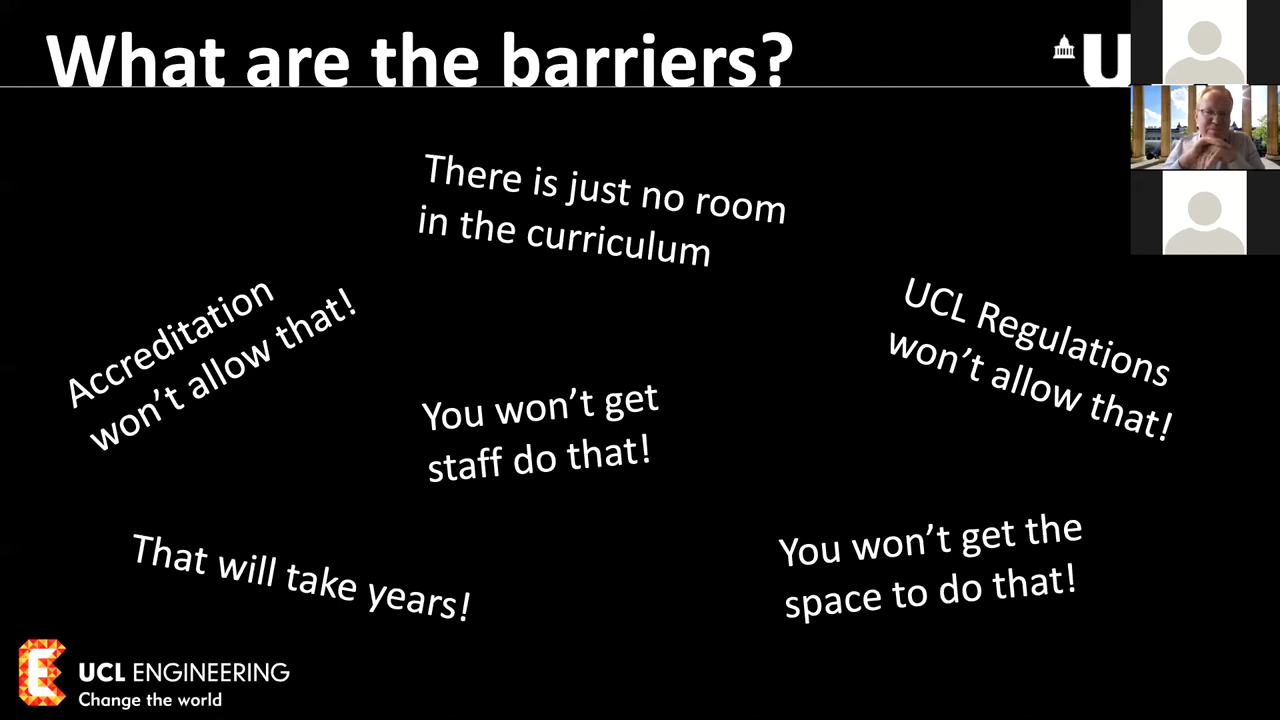 What are the barriers?
U
There is just no room
in the curriculum
Accreditation
won't allow that!
UCL Regulations
won't allow that!
You won't get
staff do that!
That will take years!
You won't get the
space to do that!
UCL ENGINEERING
Change the world